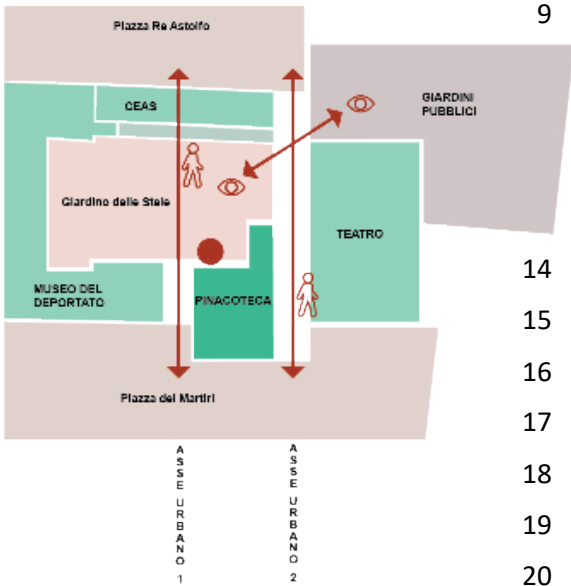 9
Piazza Re Astolfo
CEAS
GIARDINI
PUBBLICI
Giardino delle Stele
TEATRO
MUSEO DEL
DEPORTATO
PINACOTECA
14
15
16
Piazza dei Martiri
17
ASSE URBANO 1
ASSE URBANO 2
18
19
20